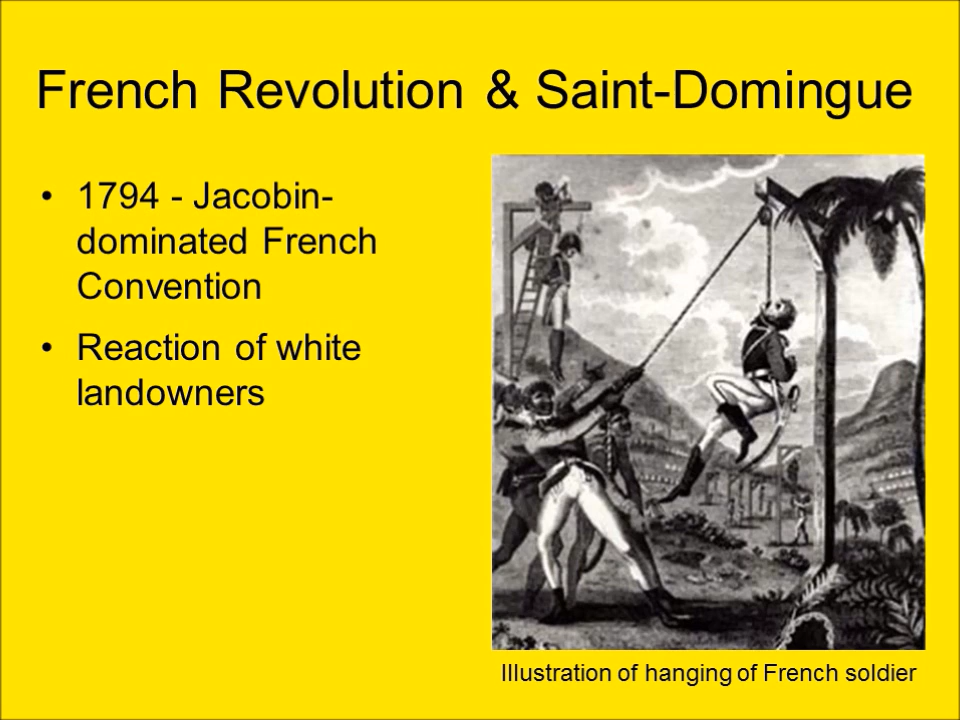 French Revolution & Saint-Domingue
• 1794 - Jacobin-
dominated French
Convention
• Reaction of white
landowners
Illustration of hanging of French soldier